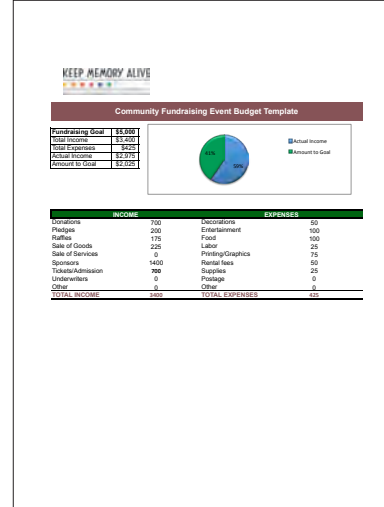 KEEP MEMORY ALIVE
Community Fundraising Event Budget Template
Fundraising Goal $5,000
Total Income $3,400
Total Expenses $425
Actual Income $2,975
Amount to Goal $2,025
41%
59%
Actual Income
Amount to Goal
INCOME EXPENSES
Donations 700 Decorations 50
Pledges 200 Entertainment 100
Raffles 175 Food 100
Sale of Goods 225 Labor 25
Sale of Services 0 Printing/Graphics 75
Sponsors 1400 Rental fees 50
Tickets/Admission 700 Supplies 25
Underwriters 0 Postage 0
Other 0 Other 0
TOTAL INCOME 3400 TOTAL EXPENSES 425